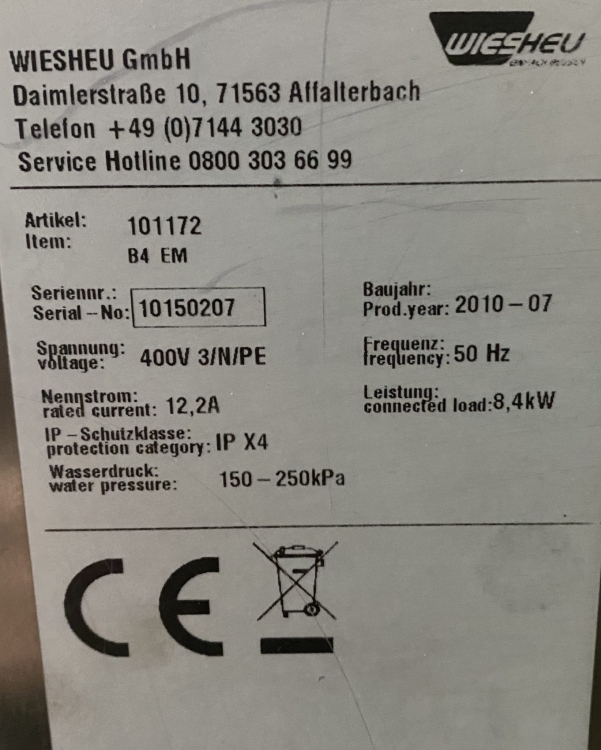 WIESHEU
WIESHEU GmbH
Daimlerstraße 10, 71563 Affalterbach
Telefon +49 (0)7144 3030
Service Hotline 0800 303 66 99
Artikel: 101172
Item:
B4 EM
Seriennr.:
Serial-No: 10150207
Baujahr:
Prod.year: 2010-07
Spannung:
voltage: 400V 3/N/PE
Frequenz:
frequency: 50 Hz
Nennstrom:
rated current: 12,2A
Leistung:
connected load:8,4kW
IP-Schutzklasse:
protection category: IP X4
Wasserdruck:
water pressure: 150-250kPa
CE